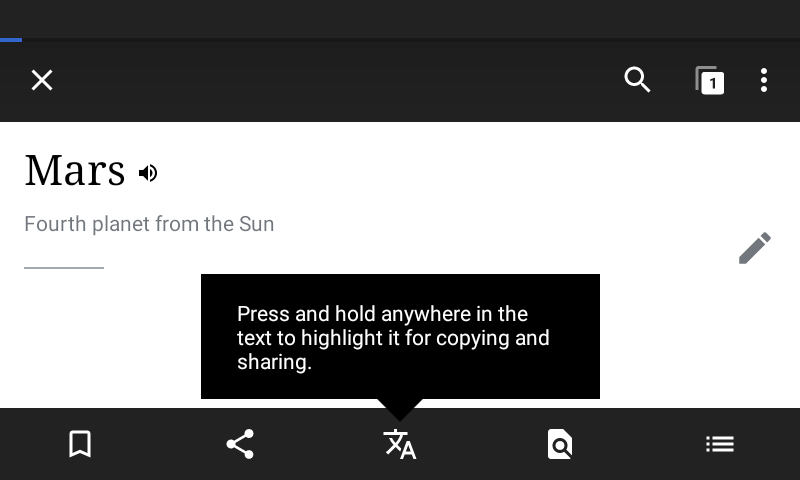 1
Mars
Fourth planet from the Sun
Press and hold anywhere in the
text to highlight it for copying and
sharing.